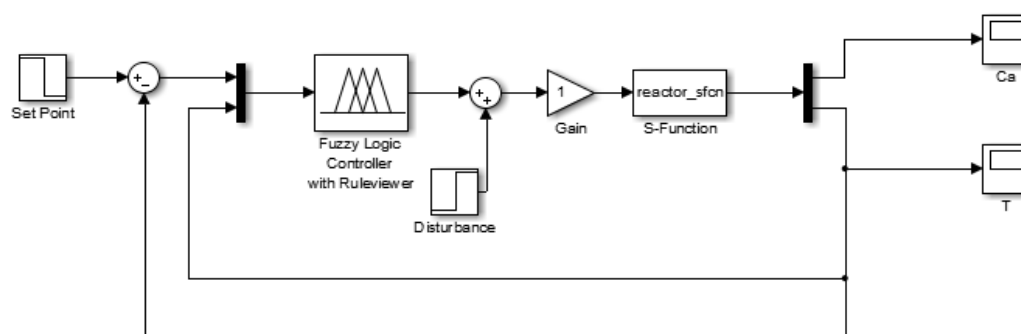 Set Point
Fuzzy Logic
Controller
with Ruleviewer
Disturbance
1
Gain
reactor_sfcn
S-Function
Ca
T